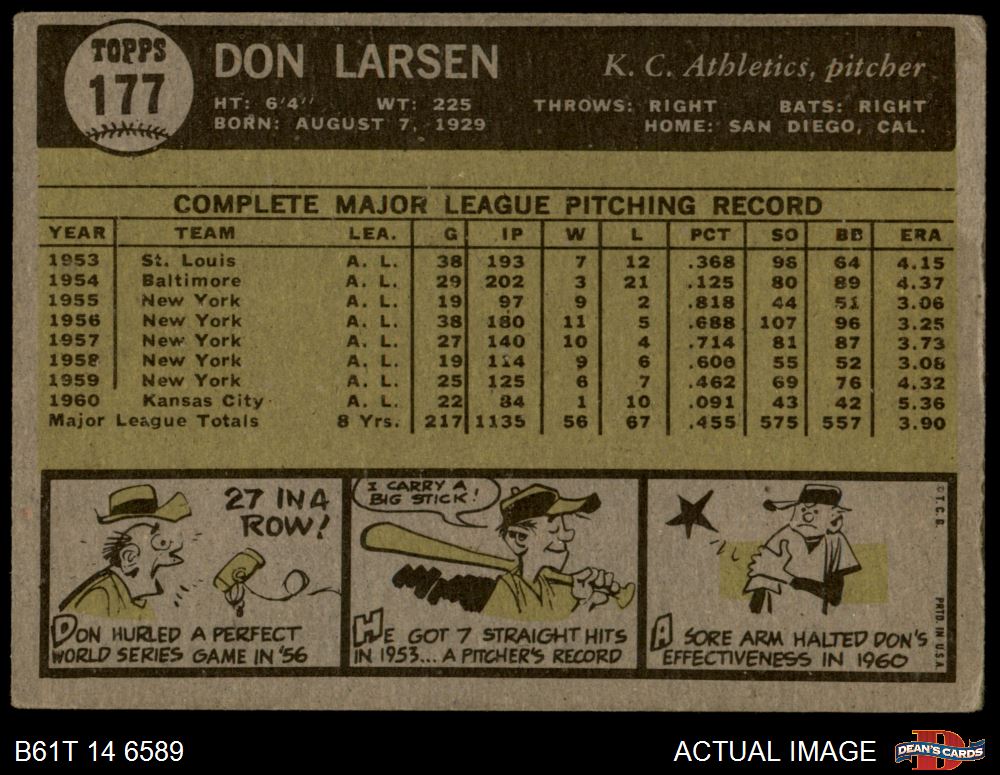 TOPPS
177
DON LARSEN
K. C. Athletics, pitcher
HT: 6'4" WT: 225 THROWS: RIGHT BATS: RIGHT
BORN: AUGUST 7, 1929 HOME: SAN DIEGO, CAL.
COMPLETE MAJOR LEAGUE PITCHING RECORD
YEAR TEAM LEA. G IP W L PCT SO BB ERA
1953 St. Louis A. L. 38 193 7 12 .368 96 64 4.15
1954 Baltimore A. L. 29 202 3 21 .125 80 89 4.37
1955 New York A. L. 19 97 9 2 .818 44 51 3.06
1956 New York A. L. 38 180 11 5 .688 107 96 3.25
1957 New York A. L. 27 140 10 4 .714 81 87 3.73
1958 New York A. L. 19 114 9 6 .600 55 52 3.08
1959 New York A. L. 25 125 6 7 .462 69 76 4.32
1960 Kansas City A. L. 22 84 1 10 .091 43 42 5.36
Major League Totals 8 Yrs. 217 1135 56 67 .455 575 557 3.90
27 IN A
ROW!
DON HURLED A PERFECT
WORLD SERIES GAME IN '56
I CARRY A
BIG STICK!
HE GOT 7 STRAIGHT HITS
IN 1953... A PITCHER'S RECORD
A SORE ARM HALTED DON'S
EFFECTIVENESS IN 1960
©T.C.G.
PRTD. IN U.S.A.
B61T 14 6589
ACTUAL IMAGE
DEAN'S CARDS